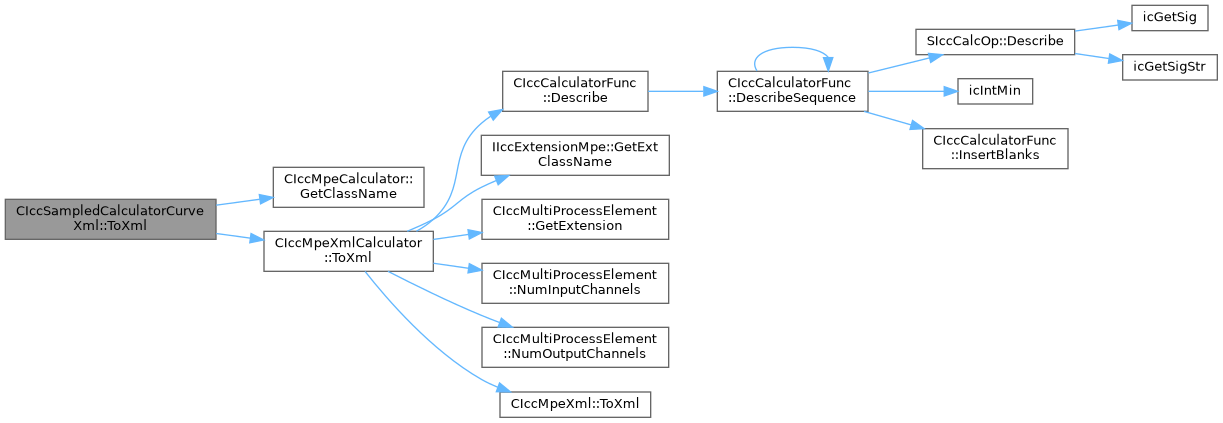 CIccSampledCalculatorCurve
Xml::ToXml
CIccMpeCalculator::
GetClassName
CIccMpeXmlCalculator
::ToXml
CIccCalculatorFunc
::Describe
IIccExtensionMpe::GetExt
ClassName
CIccMultiProcessElement
::GetExtension
CIccMultiProcessElement
::NumInputChannels
CIccMultiProcessElement
::NumOutputChannels
CIccMpeXml::ToXml
CIccCalculatorFunc
::DescribeSequence
SIccCalcOp::Describe
icIntMin
CIccCalculatorFunc
::InsertBlanks
icGetSig
icGetSigStr